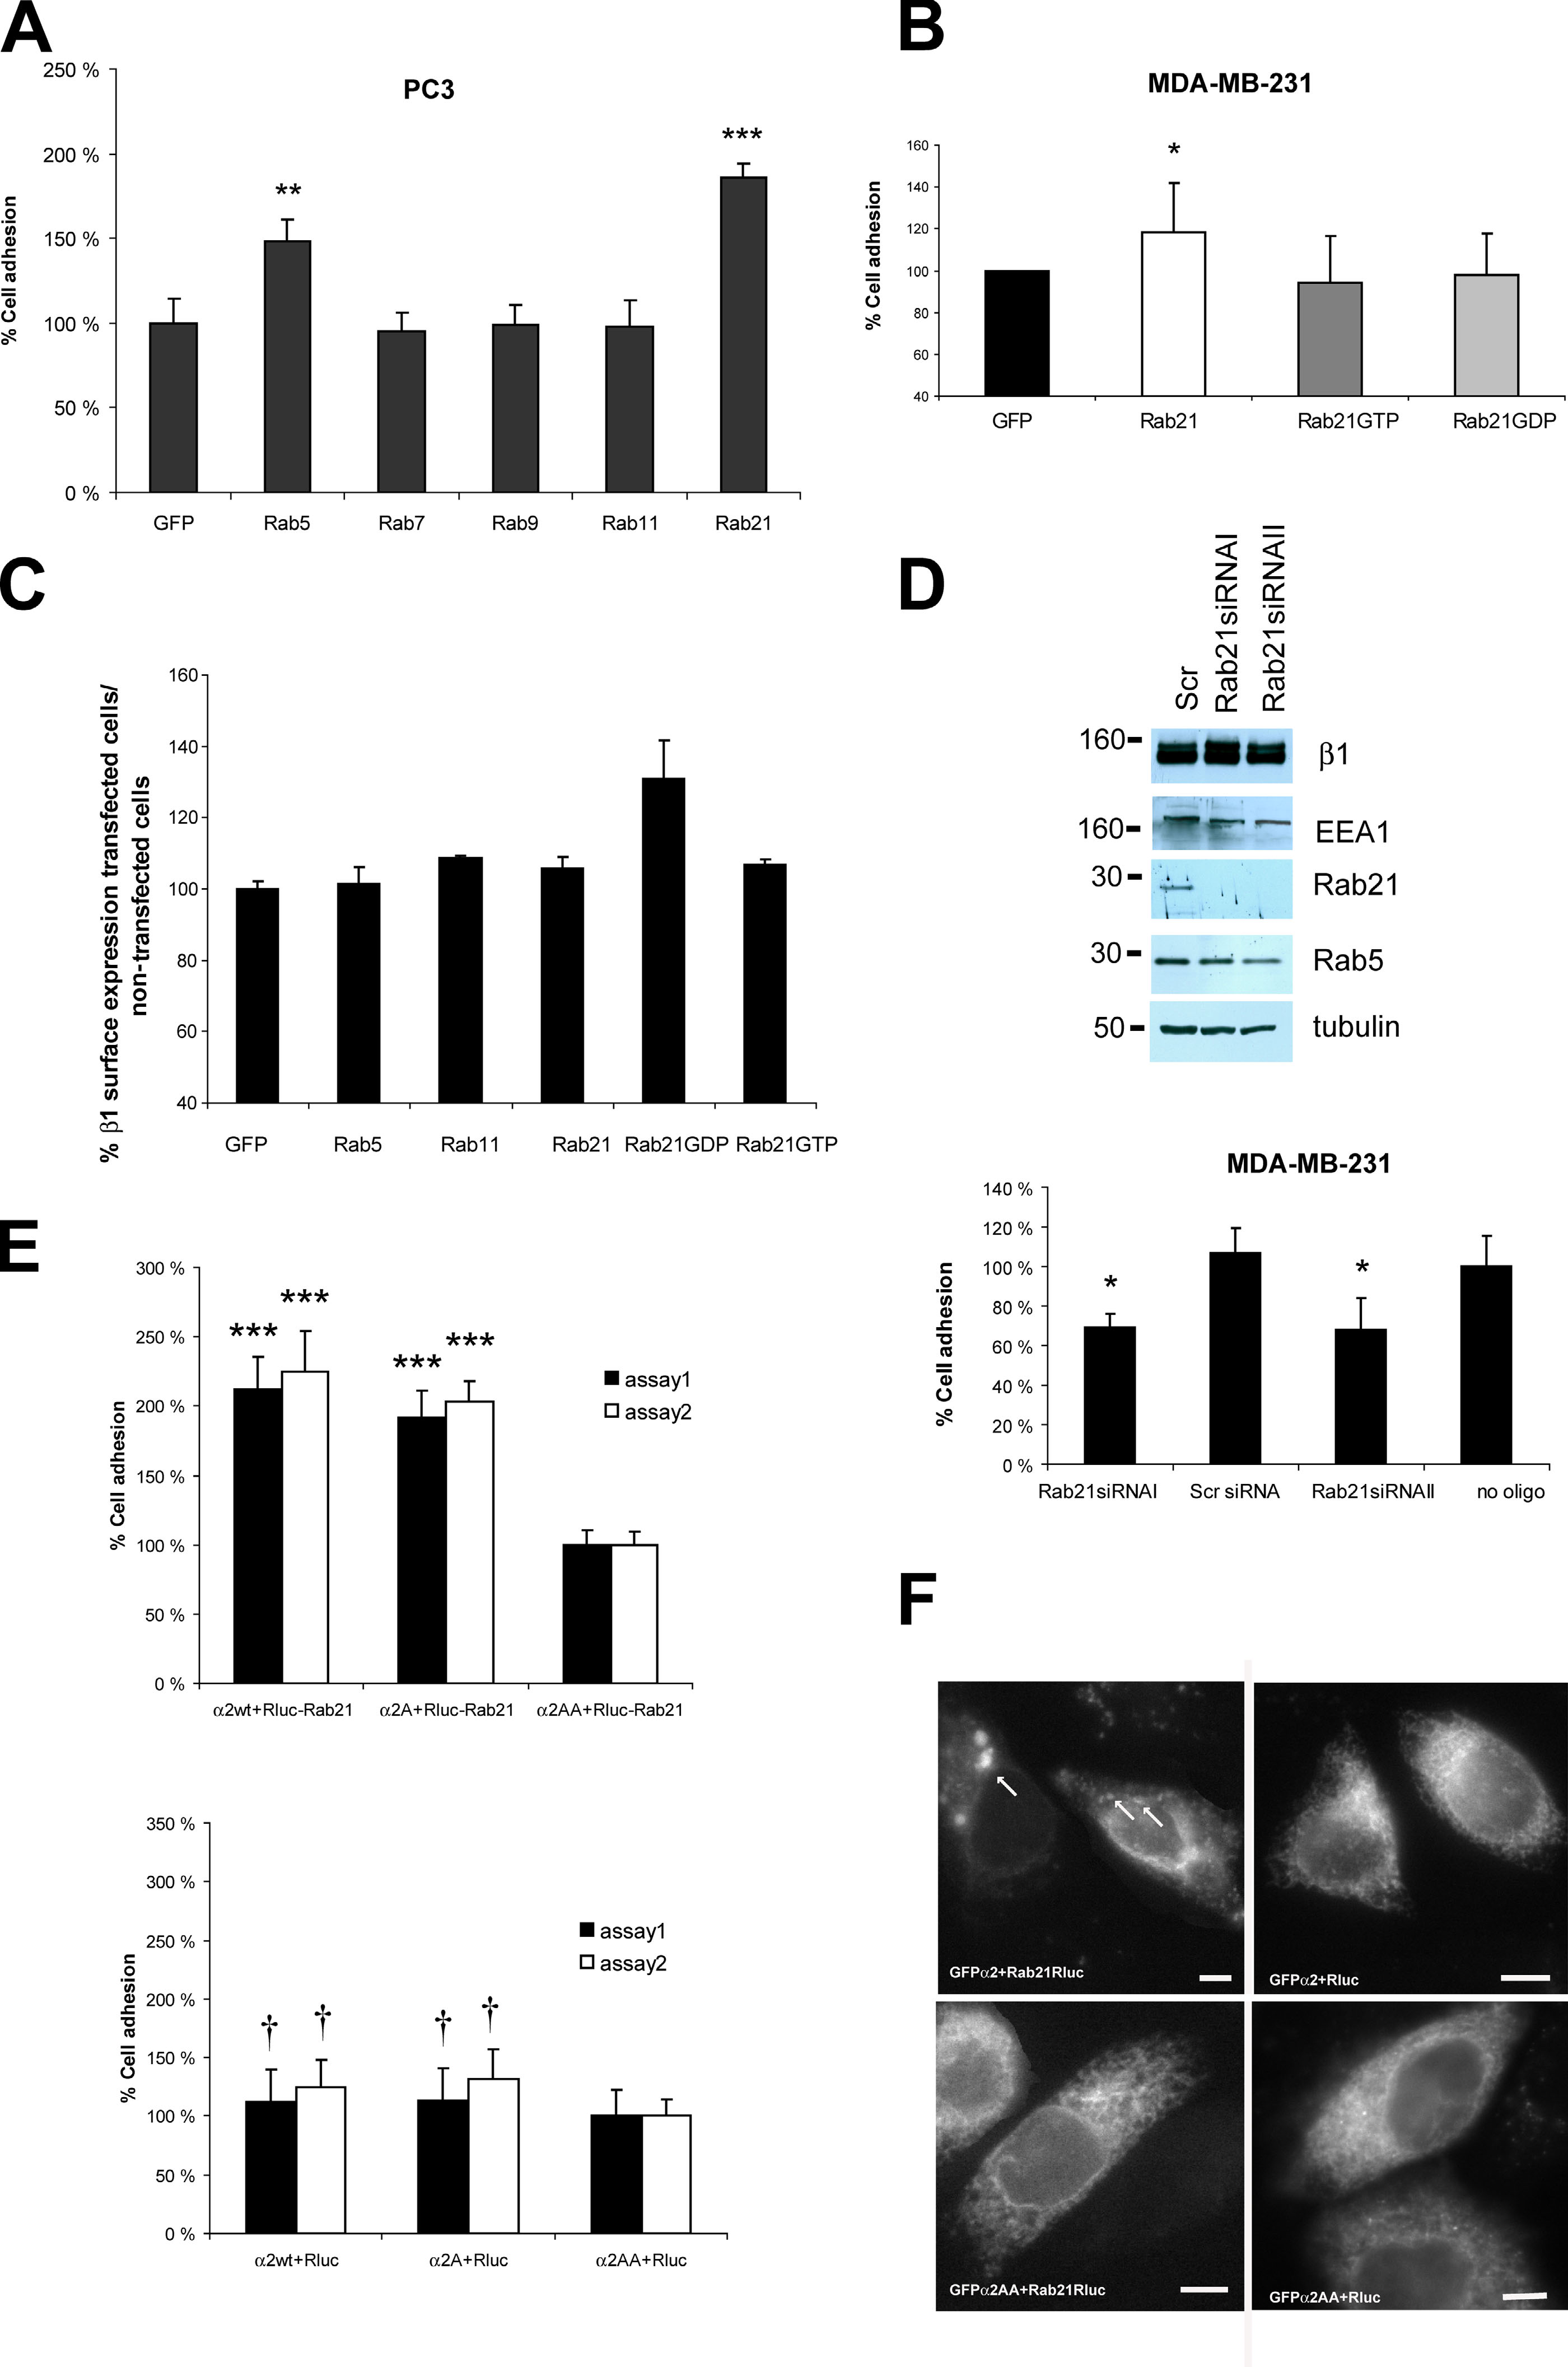 A
PC3
% Cell adhesion
250 %
200 %
150 %
100 %
50 %
0 %
**
***
GFP Rab5 Rab7 Rab9 Rab11 Rab21
B
MDA-MB-231
% Cell adhesion
160
140
120
100
80
60
40
*
GFP Rab21 Rab21GTP Rab21GDP
C
% β1 surface expression transfected cells/
non-transfected cells
160
140
120
100
80
60
40
GFP Rab5 Rab11 Rab21 Rab21GDP Rab21GTP
D
Scr
Rab21siRNAI
Rab21siRNAII
160 β1
160 EEA1
30 Rab21
30 Rab5
50 tubulin
MDA-MB-231
% Cell adhesion
140 %
120 %
100 %
80 %
60 %
40 %
20 %
0 %
* *
Rab21siRNAI Scr siRNA Rab21siRNAII no oligo
E
% Cell adhesion
300 %
250 %
200 %
150 %
100 %
50 %
0 %
*** ***
*** ***
assay1
assay2
α2wt+Rluc-Rab21 α2A+Rluc-Rab21 α2AA+Rluc-Rab21
% Cell adhesion
350 %
300 %
250 %
200 %
150 %
100 %
50 %
0 %
† † † †
assay1
assay2
α2wt+Rluc α2A+Rluc α2AA+Rluc
F
GFPα2+Rab21Rluc
GFPα2+Rluc
GFPα2AA+Rab21Rluc
GFPα2AA+Rluc